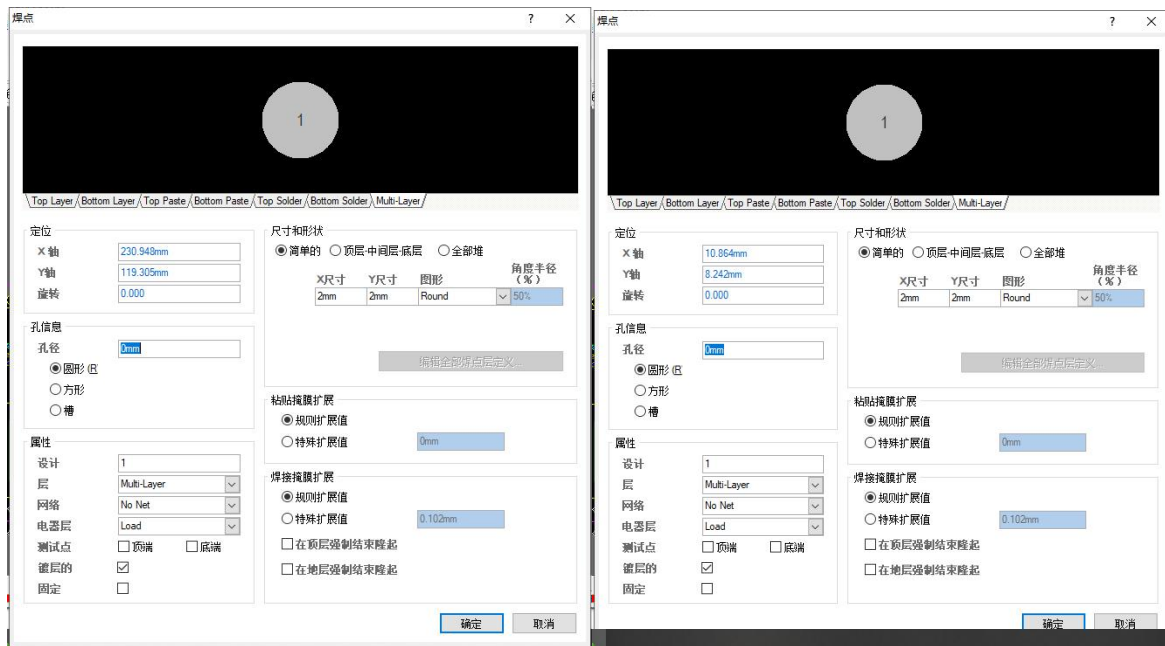 焊点
? ×
1
Top Layer Bottom Layer Top Paste Bottom Paste Top Solder Bottom Solder Multi-Layer
定位
X 轴 230.948mm
Y轴 119.305mm
旋转 0.000
孔信息
孔径 0mm
圆形 (R
方形
槽
属性
设计 1
层 Multi-Layer
网络 No Net
电器层 Load
测试点 顶端 底端
镀层的
固定
尺寸和形状
简单的 顶层-中间层-底层 全部堆
X尺寸 Y尺寸 图形 角度半径
(%)
2mm 2mm Round 50%
编辑全部焊点层定义...
粘贴掩膜扩展
规则扩展值
特殊扩展值 0mm
焊接掩膜扩展
规则扩展值
特殊扩展值 0.102mm
在顶层强制结束隆起
在地层强制结束隆起
确定 取消
焊点
? ×
1
Top Layer Bottom Layer Top Paste Bottom Paste Top Solder Bottom Solder Multi-Layer
定位
X 轴 10.864mm
Y轴 8.242mm
旋转 0.000
孔信息
孔径 0mm
圆形 (R
方形
槽
属性
设计 1
层 Multi-Layer
网络 No Net
电器层 Load
测试点 顶端 底端
镀层的
固定
尺寸和形状
简单的 顶层-中间层-底层 全部堆
X尺寸 Y尺寸 图形 角度半径
(%)
2mm 2mm Round 50%
编辑全部焊点层定义...
粘贴掩膜扩展
规则扩展值
特殊扩展值 0mm
焊接掩膜扩展
规则扩展值
特殊扩展值 0.102mm
在顶层强制结束隆起
在地层强制结束隆起
确定 取消